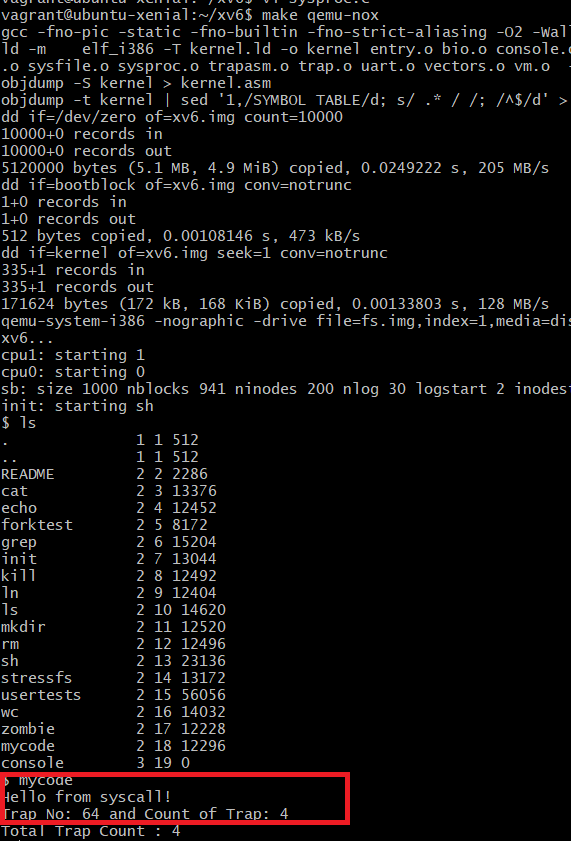 vagrant@ubuntu-xenial:~/xv6$ vi sysproc.c
vagrant@ubuntu-xenial:~/xv6$ make qemu-nox
gcc -fno-pic -static -fno-builtin -fno-strict-aliasing -O2 -Wal
ld -m    elf_i386 -T kernel.ld -o kernel entry.o bio.o console.
.o sysfile.o sysproc.o trapasm.o trap.o uart.o vectors.o vm.o  -
objdump -S kernel > kernel.asm
objdump -t kernel | sed '1,/SYMBOL TABLE/d; s/ .* / /; /^$/d' >
dd if=/dev/zero of=xv6.img count=10000
10000+0 records in
10000+0 records out
5120000 bytes (5.1 MB, 4.9 MiB) copied, 0.0249222 s, 205 MB/s
dd if=bootblock of=xv6.img conv=notrunc
1+0 records in
1+0 records out
512 bytes copied, 0.00108146 s, 473 kB/s
dd if=kernel of=xv6.img seek=1 conv=notrunc
335+1 records in
335+1 records out
171624 bytes (172 kB, 168 KiB) copied, 0.00133803 s, 128 MB/s
qemu-system-i386 -nographic -drive file=fs.img,index=1,media=dis
xv6...
cpu1: starting 1
cpu0: starting 0
sb: size 1000 nblocks 941 ninodes 200 nlog 30 logstart 2 inodes
init: starting sh
$ ls
.              1 1 512
..             1 1 512
README         2 2 2286
cat            2 3 13376
echo           2 4 12452
forktest       2 5 8172
grep           2 6 15204
init           2 7 13044
kill           2 8 12492
ln             2 9 12404
ls             2 10 14620
mkdir          2 11 12520
rm             2 12 12496
sh             2 13 23136
stressfs       2 14 13172
usertests      2 15 56056
wc             2 16 14032
zombie         2 17 12228
mycode         2 18 12296
console        3 19 0
$ mycode
Hello from syscall!
Trap No: 64 and Count of Trap: 4
Total Trap Count : 4